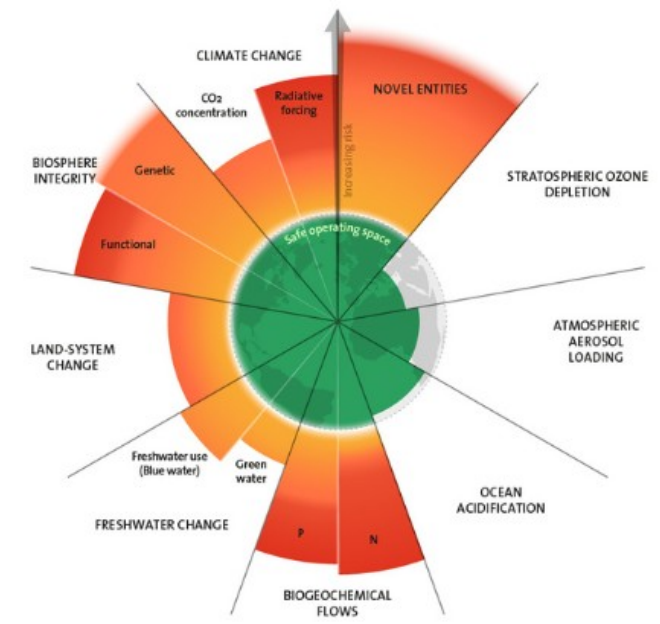 CLIMATE CHANGE
CO2
concentration
Radiative
forcing
Increasing risk
NOVEL ENTITIES
STRATOSPHERIC OZONE
DEPLETION
ATMOSPHERIC
AEROSOL
LOADING
OCEAN
ACIDIFICATION
BIOGEOCHEMICAL
FLOWS
P
N
FRESHWATER CHANGE
Freshwater use
(Blue water)
Green
water
LAND-SYSTEM
CHANGE
BIOSPHERE
INTEGRITY
Genetic
Functional
Safe operating space